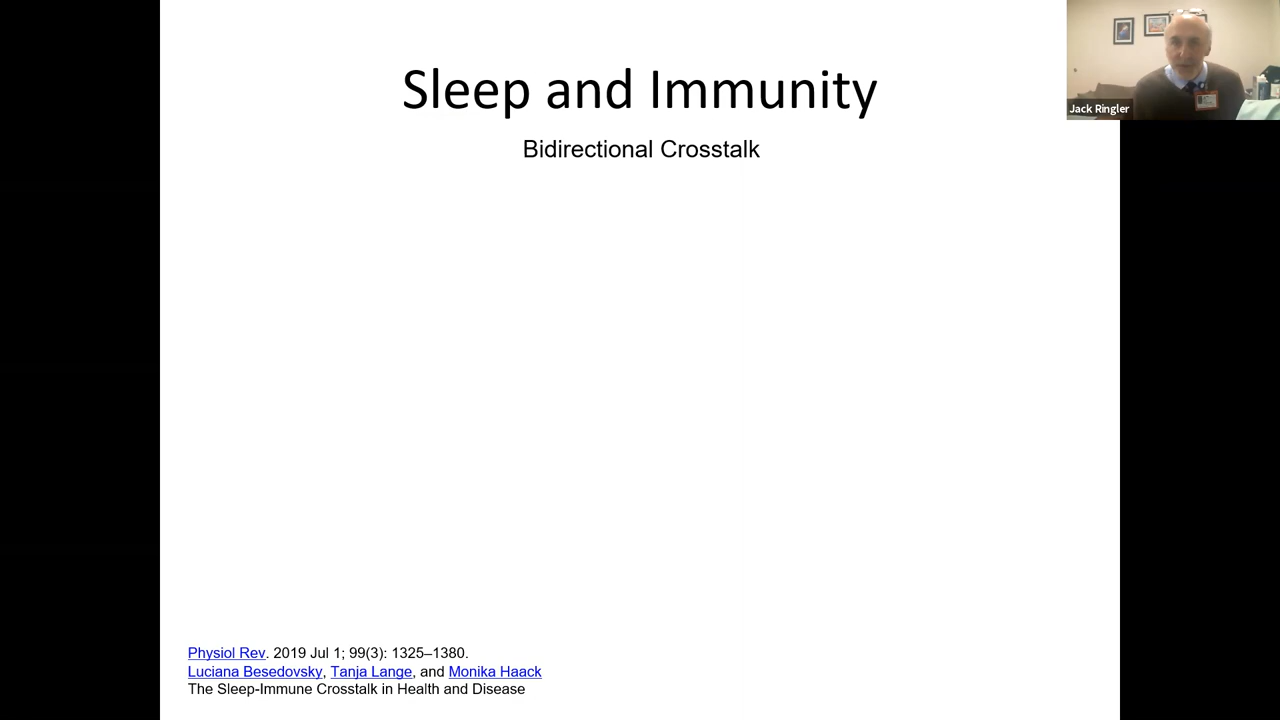 Sleep and Immunity
Bidirectional Crosstalk
Jack Ringler
Physiol Rev. 2019 Jul 1; 99(3): 1325–1380.
Luciana Besedovsky, Tanja Lange, and Monika Haack
The Sleep-Immune Crosstalk in Health and Disease